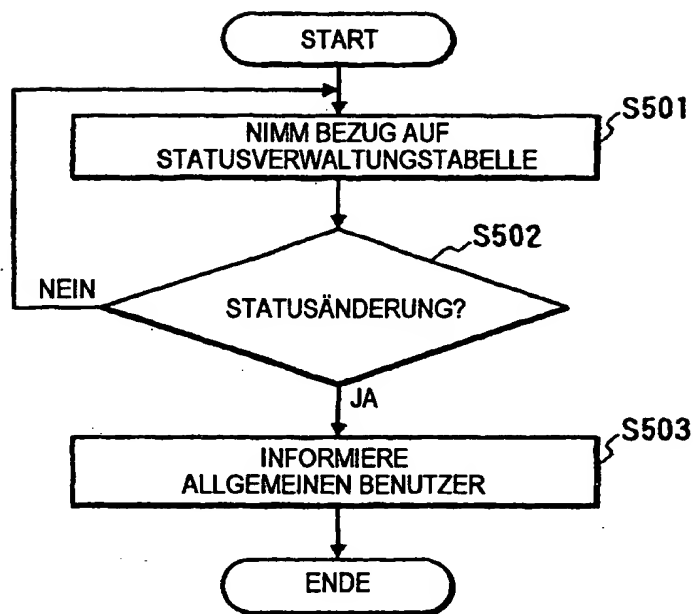 START
S501
NIMM BEZUG AUF
STATUSVERWALTUNGSTABELLE
S502
NEIN
STATUSÄNDERUNG?
JA
S503
INFORMIERE
ALLGEMEINEN BENUTZER
ENDE